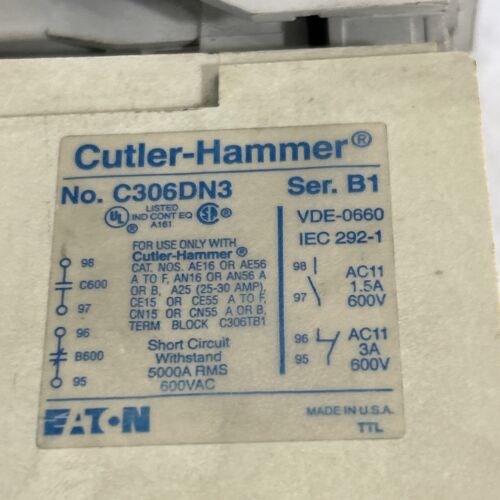 Cutler-Hammer®
No. C306DN3 Ser. B1
UL LISTED IND CONT EQ A161 SA
VDE-0660
IEC 292-1
FOR USE ONLY WITH
Cutler-Hammer®
CAT. NOS. AE16 OR AE56
A TO F, AN16 OR AN56 A
OR B, A25 (25-30 AMP),
CE15 OR CE55 A TO F,
CN15 OR CN55 A OR B,
TERM BLOCK C306TB1
Short Circuit
Withstand
5000A RMS
600VAC
98
C600
97
96
B600
95
98 AC11
1.5A
97 600V
96 AC11
95 3A
600V
EATON
MADE IN U.S.A.
TTL